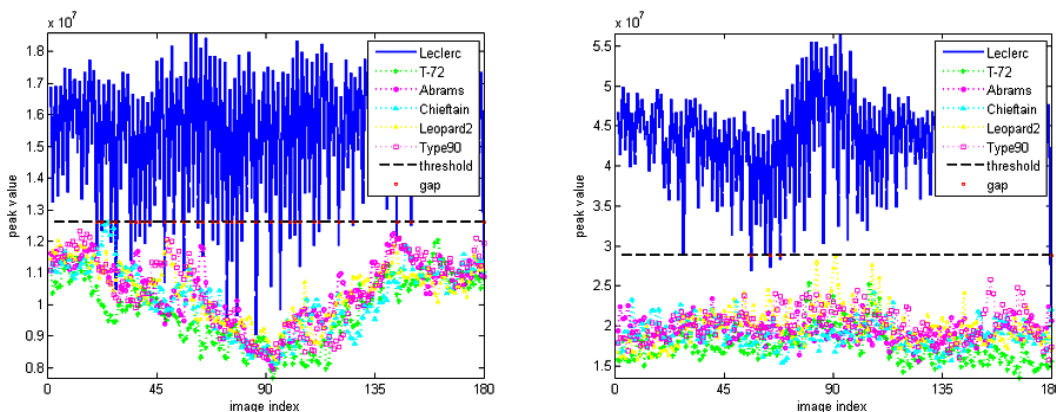 x 10^7
1.8
1.7
1.6
1.5
1.4
1.3
1.2
1.1
1
0.9
0.8
peak value
0
45
90
135
180
image index
Leclerc
T-72
Abrams
Chieftain
Leopard2
Type90
threshold
gap
x 10^7
5.5
5
4.5
4
3.5
3
2.5
2
1.5
peak value
0
45
90
135
180
image index
Leclerc
T-72
Abrams
Chieftain
Leopard2
Type90
threshold
gap